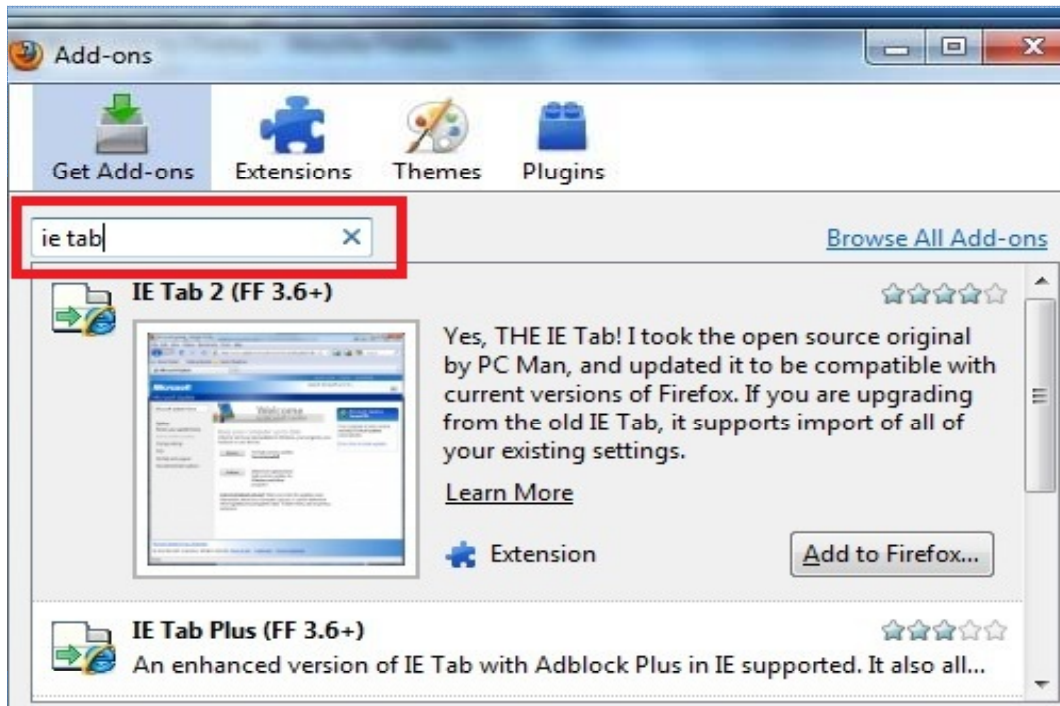 Add-ons
Get Add-ons
Extensions
Themes
Plugins
ie tab
Browse All Add-ons
IE Tab 2 (FF 3.6+)
Yes, THE IE Tab! I took the open source original
by PC Man, and updated it to be compatible with
current versions of Firefox. If you are upgrading
from the old IE Tab, it supports import of all of
your existing settings.
Learn More
Extension
Add to Firefox...
IE Tab Plus (FF 3.6+)
An enhanced version of IE Tab with Adblock Plus in IE supported. It also all...